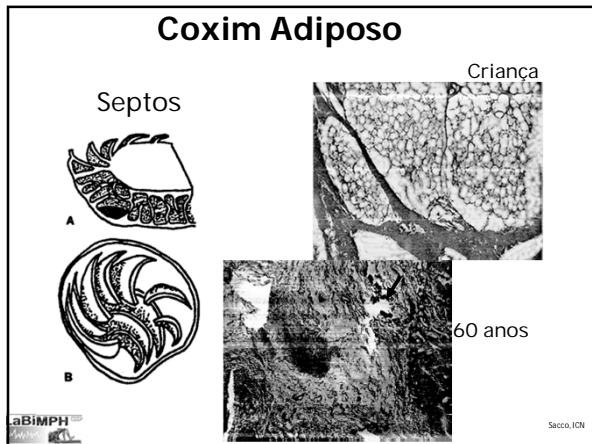 Coxim Adiposo
Criança
Septos
A
B
60 anos
LaBiMPH
Sacco, ICN